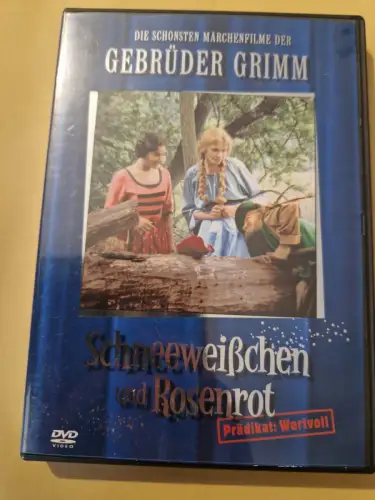 DIE SCHÖNSTEN MÄRCHENFILME DER
GEBRÜDER GRIMM
Schneeweißchen
und Rosenrot
Prädikat: Wertvoll
DVD
VIDEO